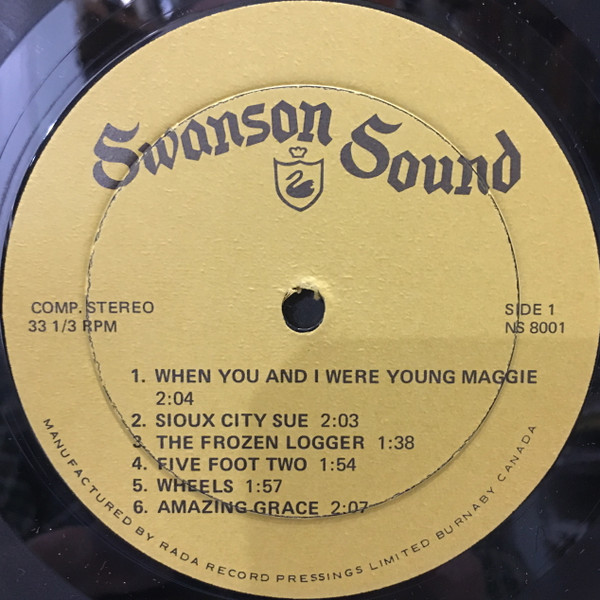 Swanson Sound
COMP. STEREO
33 1/3 RPM
SIDE 1
NS 8001
1. WHEN YOU AND I WERE YOUNG MAGGIE
2:04
2. SIOUX CITY SUE 2:03
3. THE FROZEN LOGGER 1:38
4. FIVE FOOT TWO 1:54
5. WHEELS 1:57
6. AMAZING GRACE 2:07
MANUFACTURED BY RADA RECORD PRESSINGS LIMITED BURNABY CANADA